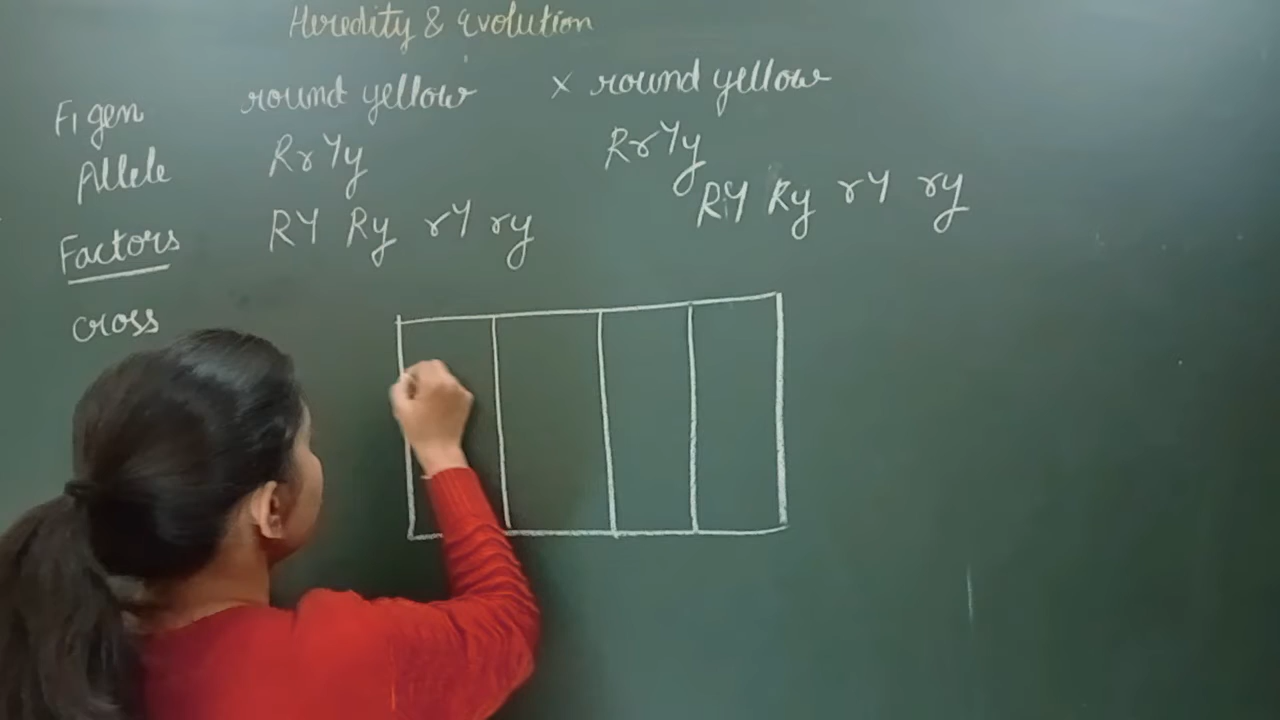 Heredity & Evolution
F1 gen round yellow × round yellow
Allele RrYy RrYy
Factors RY Ry rY ry RY Ry rY ry
cross